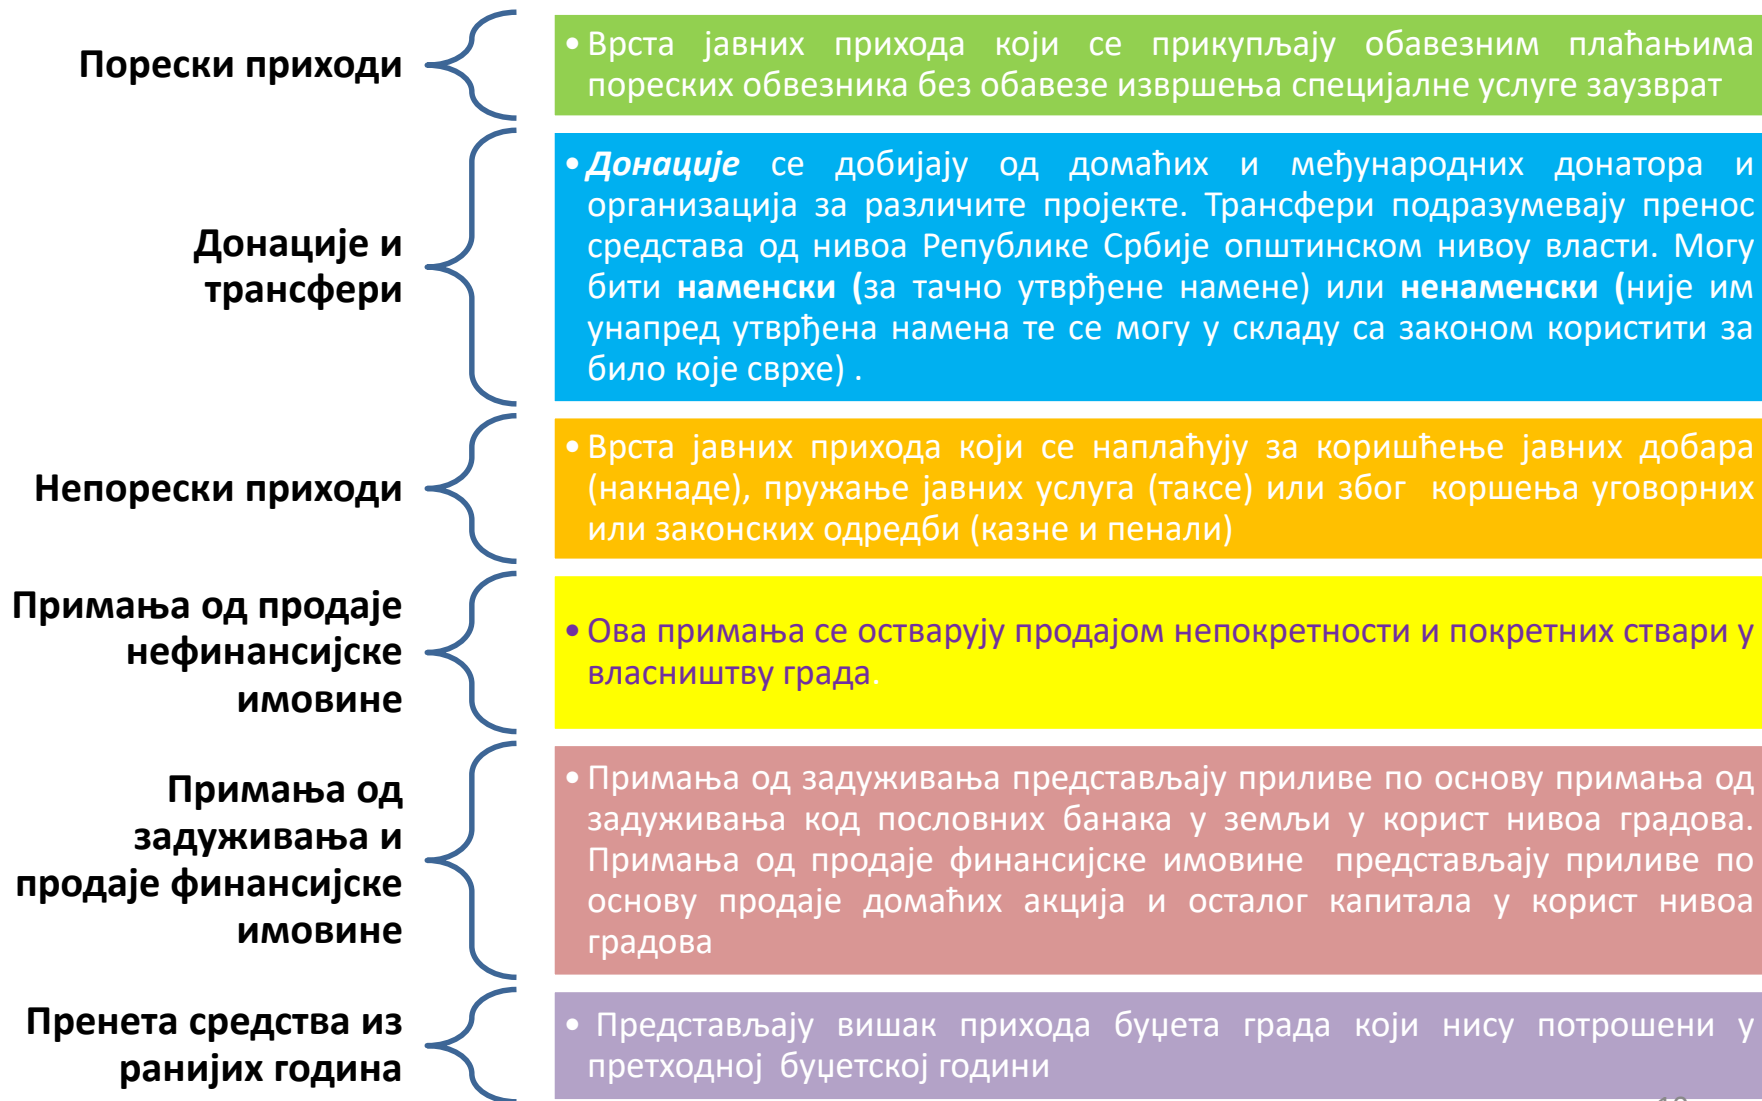 Порески приходи
• Врста јавних прихода који се прикупљају обавезним плаћањима
пореских обвезника без обавезе извршења специјалне услуге заузврат
Донације и
трансфери
• Донације се добијају од домаћих и међународних донатора и
организација за различите пројекте. Трансфери подразумевају пренос
средстава од нивоа Републике Србије општинском нивоу власти. Могу
бити наменски (за тачно утврђене намене) или ненаменски (није им
унапред утврђена намена те се могу у складу са законом користити за
било које сврхе) .
Непорески приходи
• Врста јавних прихода који се наплаћују за коришћење јавних добара
(накнаде), пружање јавних услуга (таксе) или због коршења уговорних
или законских одредби (казне и пенали)
Примања од продаје
нефинансијске
имовине
• Ова примања се остварују продајом непокретности и покретних ствари у
власништву града.
Примања од
задуживања и
продаје финансијске
имовине
• Примања од задуживања представљају приливе по основу примања од
задуживања код пословних банака у земљи у корист нивоа градова.
Примања од продаје финансијске имовине представљају приливе по
основу продаје домаћих акција и осталог капитала у корист нивоа
градова
Пренета средства из
ранијих година
• Представљају вишак прихода буџета града који нису потрошени у
претходној буџетској години